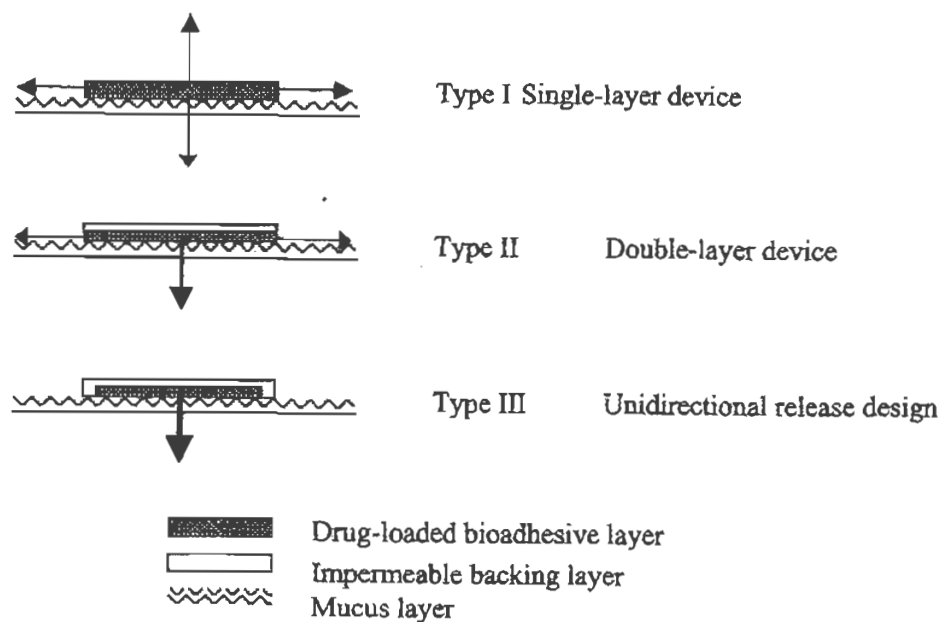 Type I Single-layer device
Type II Double-layer device
Type III Unidirectional release design
Drug-loaded bioadhesive layer
Impermeable backing layer
Mucus layer